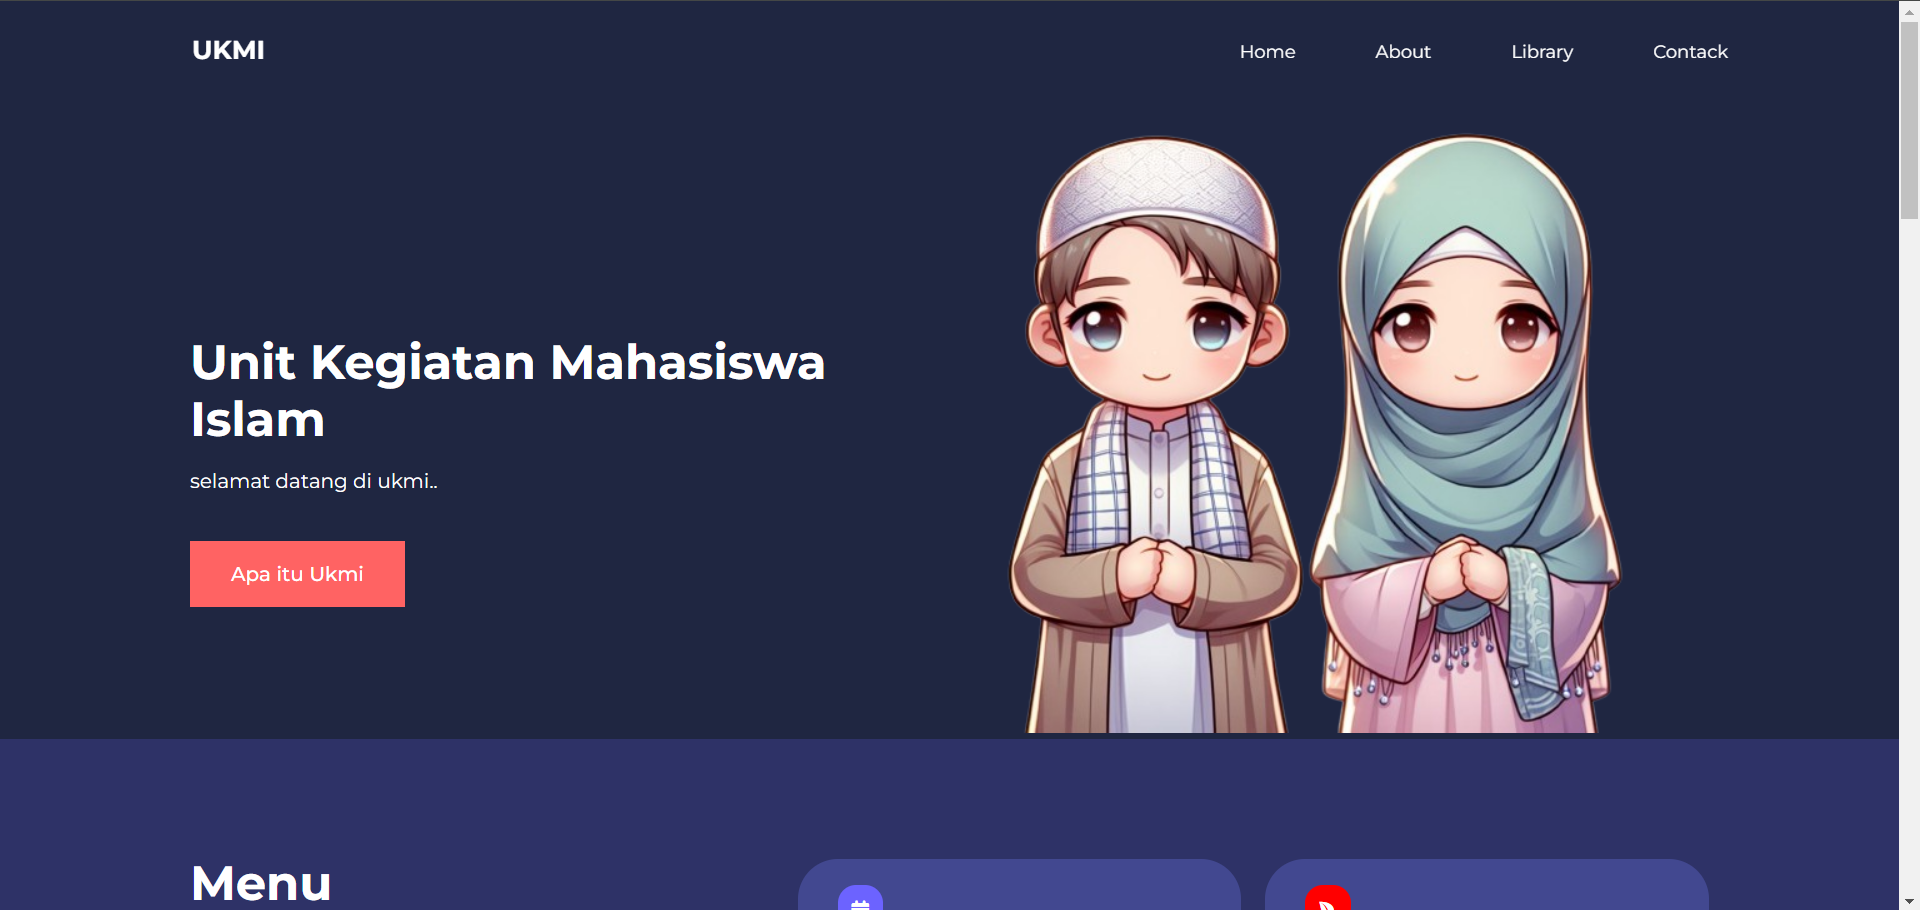 UKMI
Home
About
Library
Contack
Unit Kegiatan Mahasiswa
Islam
selamat datang di ukmi..
Apa itu Ukmi
Menu